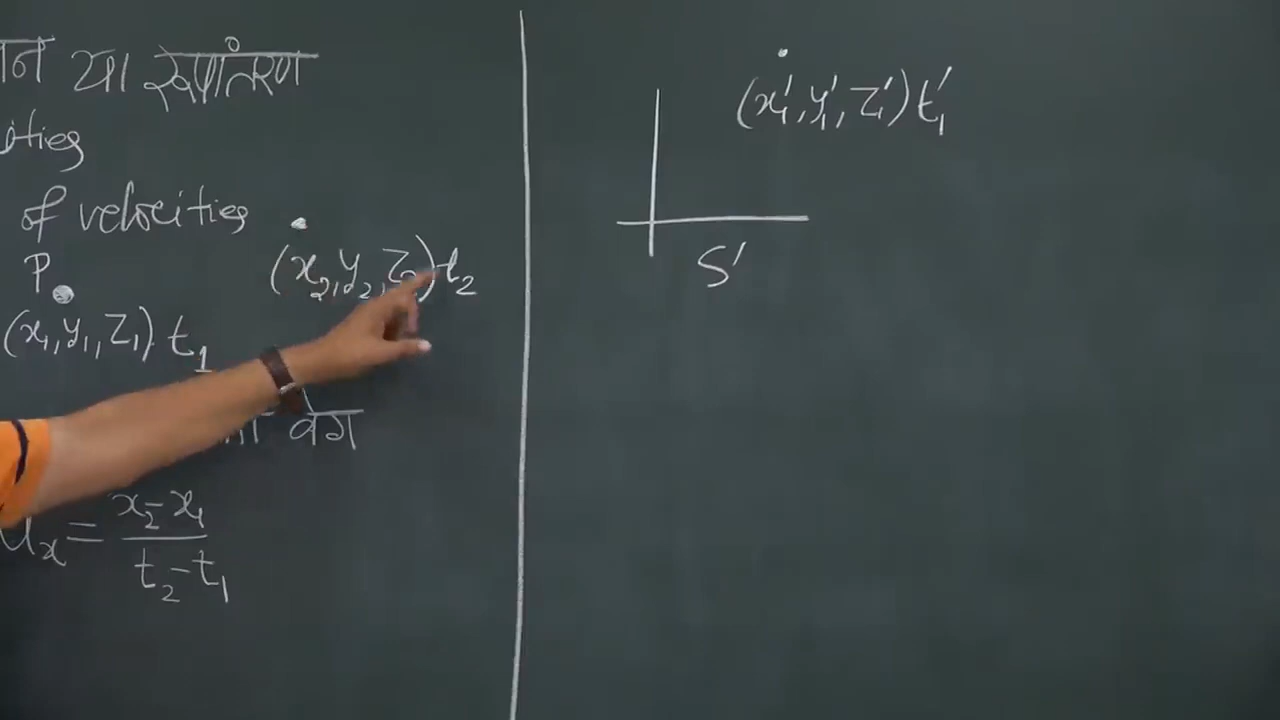 या रूपांतरण
of velocities
P
(x₂, y₂, z₂) t₂
(x₁, y₁, z₁) t₁
वेग
uₓ = (x₂ - x₁) / (t₂ - t₁)
(x₁′, y₁′, z₁′) t₁′
S′